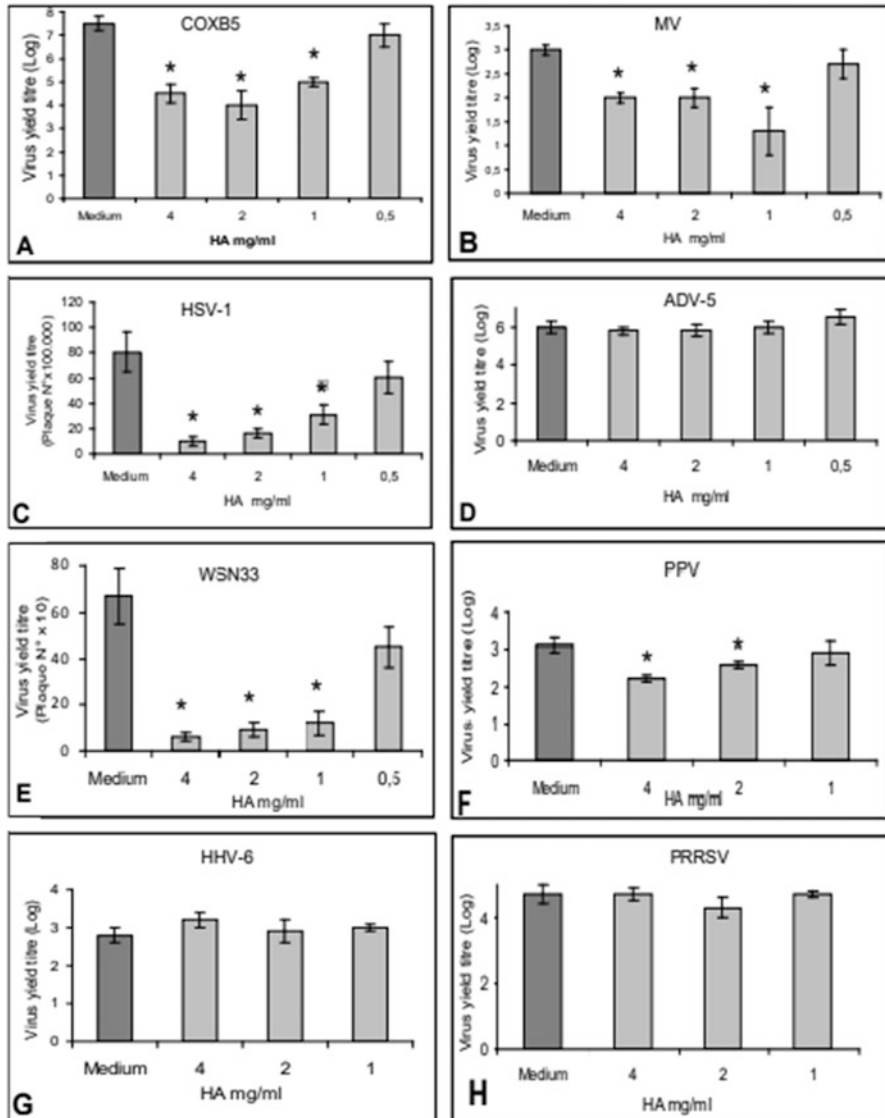 COXB5
Virus yield titre (Log)
8
7
6
5
4
3
2
1
0
Medium 4 2 1 0,5
HA mg/ml
A
MV
Virus yield titre (Log)
3,5
3
2,5
2
1,5
1
0,5
0
Medium 4 2 1 0,5
HA mg/ml
B
HSV-1
Virus yield titre
(Plaque N°x100.000)
120
100
80
60
40
20
0
Medium 4 2 1 0,5
HA mg/ml
C
ADV-5
Virus yield titre (Log)
6
4
2
0
Medium 4 2 1 0,5
HA mg/ml
D
WSN33
Virus yield titre
(Plaque N° x 10)
80
60
40
20
0
Medium 4 2 1 0,5
HA mg/ml
E
PPV
Virus yield titre (Log)
4
3
2
1
0
Medium 4 2 1
HA mg/ml
F
HHV-6
Virus yield titre (Log)
4
3
2
1
0
Medium 4 2 1
HA mg/ml
G
PRRSV
Virus yield titre (Log)
4
2
0
Medium 4 2 1
HA mg/ml
H